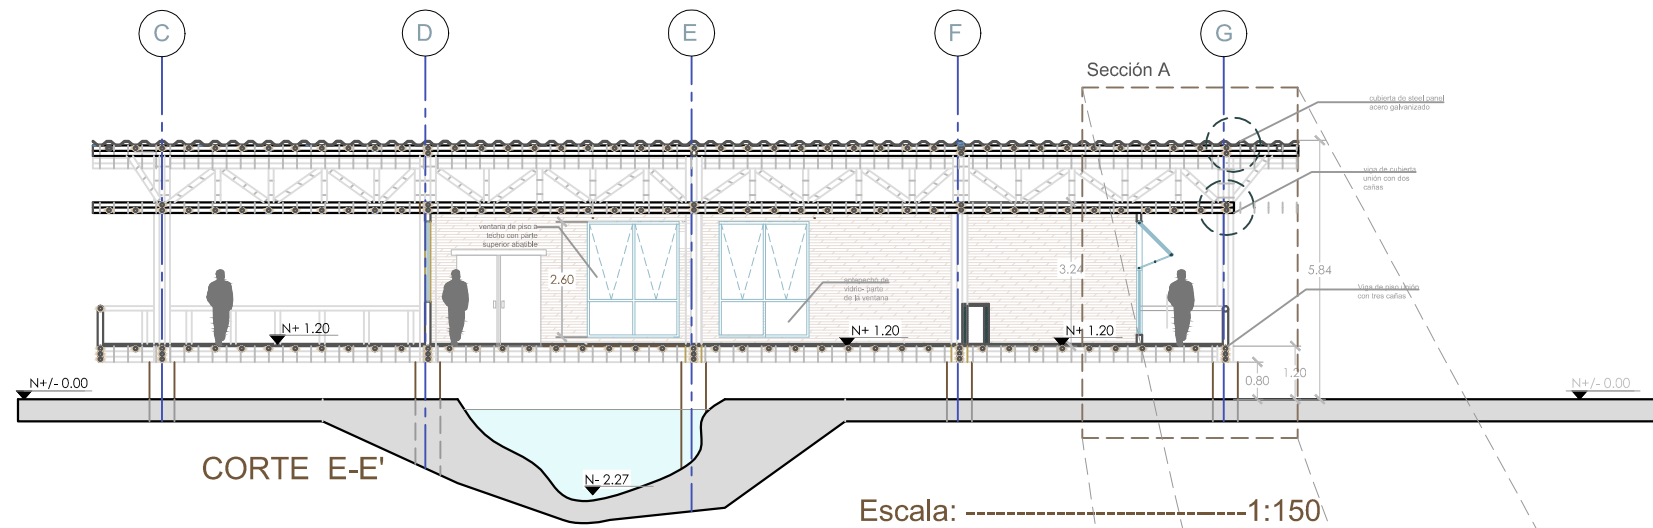 C
D
E
F
G
Sección A
cubierta de steel panel
acero galvanizado
viga de cubierta
unión con dos
cañas
ventana de piso a
techo con parte
superior abatible
2.60
3.24
5.84
antepecho de
vidrio- parte
de la ventana
Viga de piso unión
con tres cañas
N+ 1.20
N+ 1.20
N+ 1.20
0.80
1.20
N+/- 0.00
N+/- 0.00
N- 2.27
CORTE E-E'
Escala: --------------------------1:150